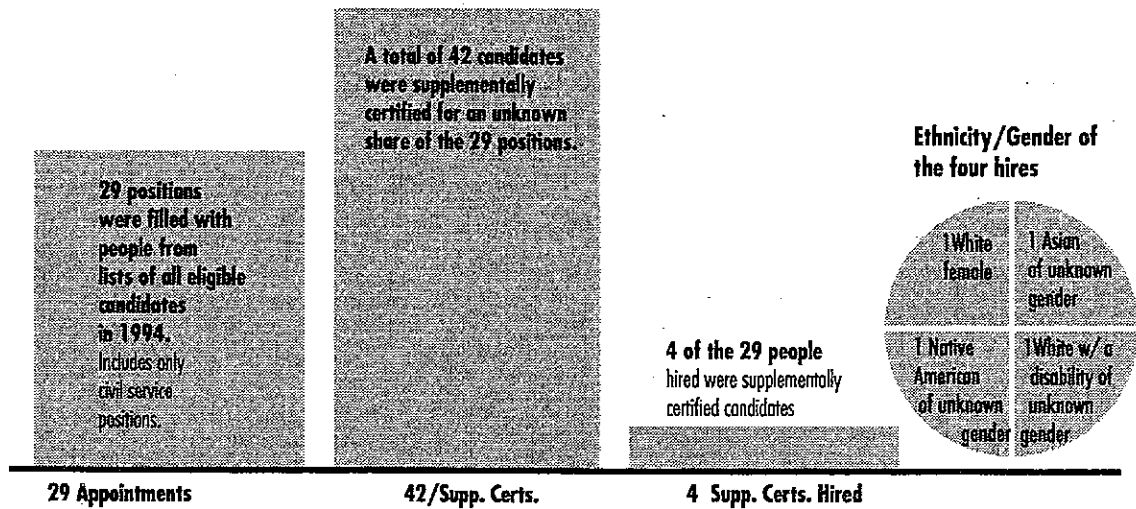 29 positions
were filled with
people from
lists of all eligible
candidates
in 1994.
Includes only
civil service
positions.
A total of 42 candidates
were supplementally
certified for an unknown
share of the 29 positions.
4 of the 29 people
hired were supplementally
certified candidates
Ethnicity/Gender of
the four hires
1 White
female
1 Asian
of unknown
gender
1 Native
American
of unknown
gender
1 White w/ a
disability of
unknown
gender
29 Appointments
42/Supp. Certs.
4 Supp. Certs. Hired